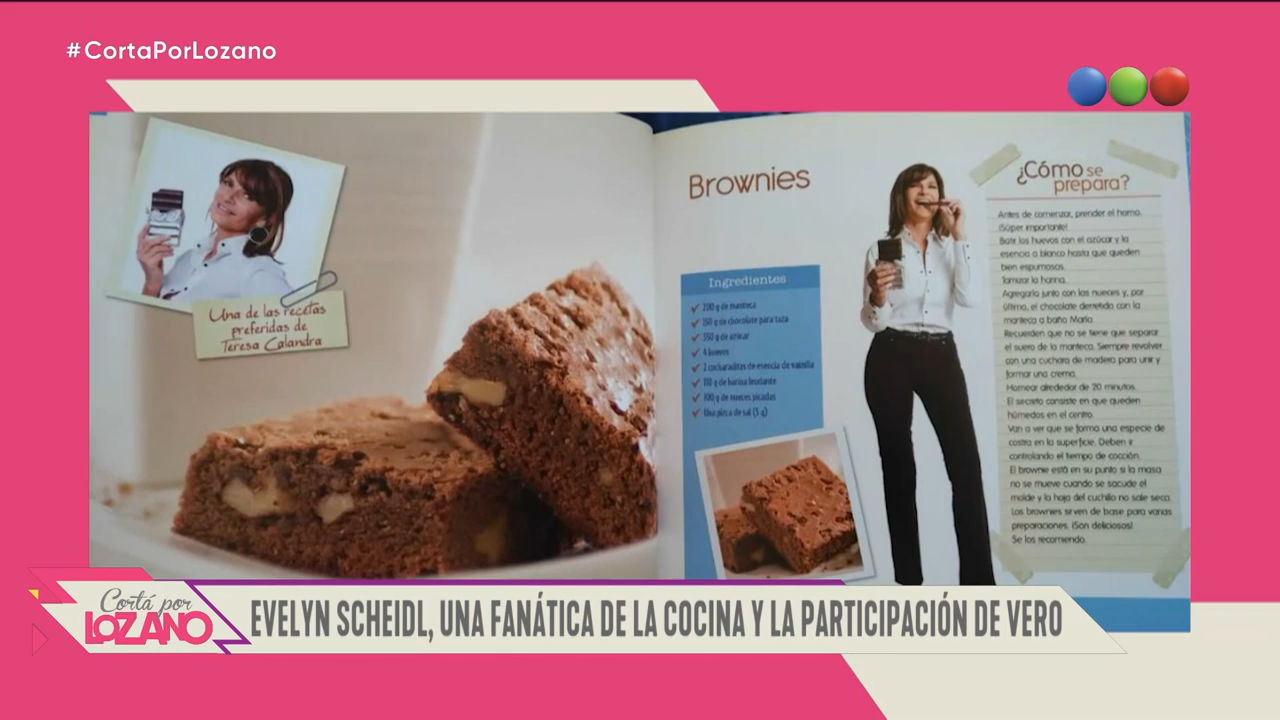 #CortaPorLozano
Una de las recetas
preferidas de
Teresa Calandra
Brownies
Ingredientes
200 g de manteca
150 g de chocolate para taza
350 g de azúcar
4 huevos
2 cucharaditas de esencia de vainilla
110 g de harina leudante
100 g de nueces picadas
Una pizca de sal (3 g)
¿Cómo se
prepara?
Antes de comenzar, prender el horno.
¡Súper importante!
Batir los huevos con el azúcar y la
esencia a blanco hasta que queden
bien espumosos.
Tamizar la harina.
Agregarla junto con las nueces y, por
último, el chocolate derretido con la
manteca a baño María.
Recuerden que no se tiene que separar
el suero de la manteca. Siempre revolver
con una cuchara de madera para unir y
formar una crema.
Hornear alrededor de 20 minutos.
El secreto consiste en que queden
húmedos en el centro.
Van a ver que se forma una especie de
costra en la superficie. Deben ir
controlando el tiempo de cocción.
El brownie está en su punto si la masa
no se mueve cuando se sacude el
molde y la hoja del cuchillo no sale seca.
Los brownies sirven de base para varias
preparaciones. ¡Son deliciosos!
Se los recomiendo.
Cortá por
LOZANO
EVELYN SCHEIDL, UNA FANÁTICA DE LA COCINA Y LA PARTICIPACIÓN DE VERO